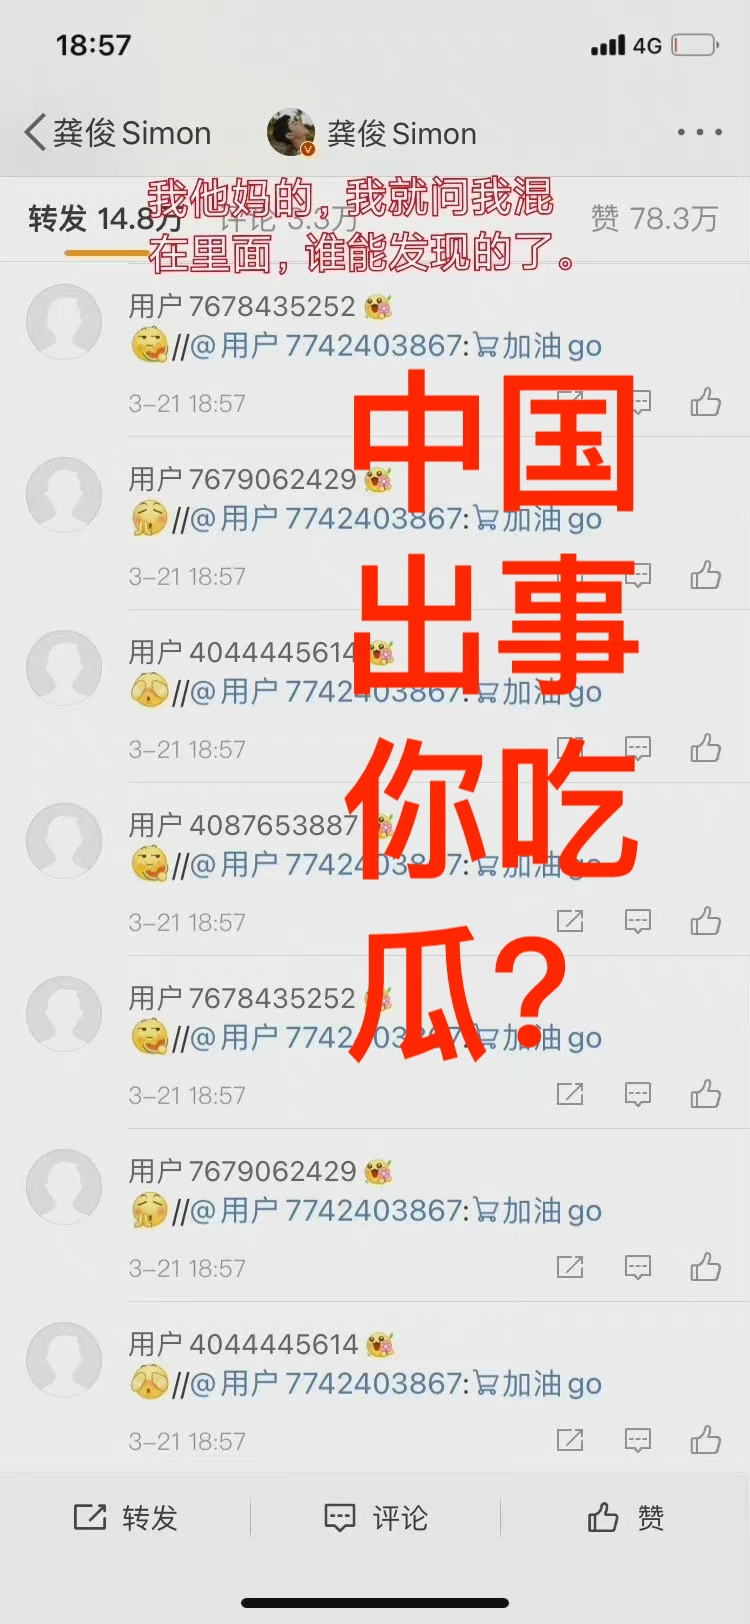 18:57 4G
龚俊Simon 龚俊Simon
转发 14.8万 评论 3.3万 赞 78.3万
我他妈的，我就问我混
在里面，谁能发现的了。
用户7678435252
//@用户7742403867:加油go
3-21 18:57
用户7679062429
//@用户7742403867:加油go
3-21 18:57
用户4044445614
//@用户7742403867:加油go
3-21 18:57
用户4087653887
//@用户7742403867:加油go
3-21 18:57
用户7678435252
//@用户7742403867:加油go
3-21 18:57
用户7679062429
//@用户7742403867:加油go
3-21 18:57
用户4044445614
//@用户7742403867:加油go
3-21 18:57
中国
出事
你吃
瓜?
转发 评论 赞